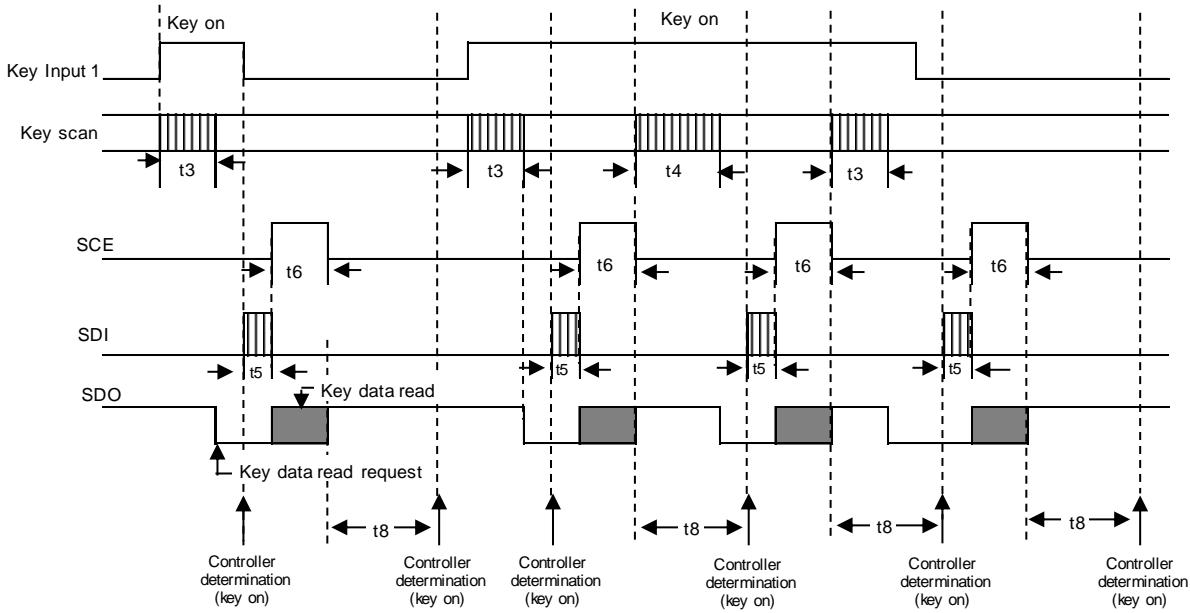 Key on
Key on
Key Input 1
Key scan
t3
t3
t4
t3
SCE
t6
t6
t6
t6
SDI
t5
t5
t5
t5
SDO
Key data read
Key data read request
t8
t8
t8
t8
Controller
determination
(key on)
Controller
determination
(key on)
Controller
determination
(key on)
Controller
determination
(key on)
Controller
determination
(key on)
Controller
determination
(key on)